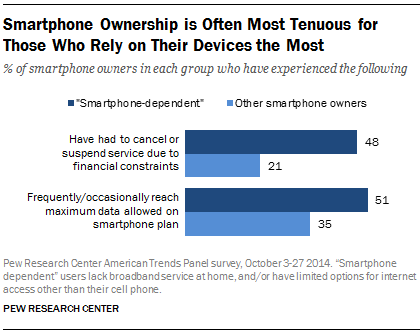 Smartphone Ownership is Often Most Tenuous for
Those Who Rely on Their Devices the Most
% of smartphone owners in each group who have experienced the following
"Smartphone-dependent" Other smartphone owners
Have had to cancel or
suspend service due to
financial constraints
48
21
Frequently/occasionally reach
maximum data allowed on
smartphone plan
51
35
Pew Research Center American Trends Panel survey, October 3-27 2014. “Smartphone
dependent” users lack broadband service at home, and/or have limited options for internet
access other than their cell phone.
PEW RESEARCH CENTER